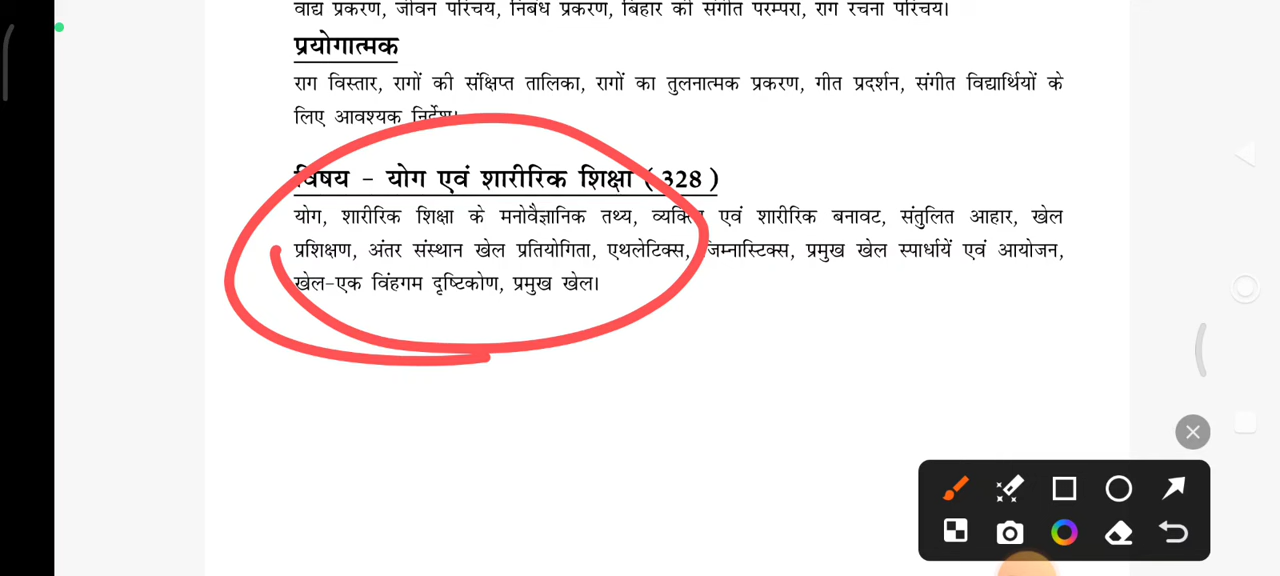 वाद्य प्रकरण, जीवन परिचय, निबंध प्रकरण, बिहार की संगीत परम्परा, राग रचना परिचय।
प्रयोगात्मक
राग विस्तार, रागों की संक्षिप्त तालिका, रागों का तुलनात्मक प्रकरण, गीत प्रदर्शन, संगीत विद्यार्थियों के
लिए आवश्यक निर्देश।
विषय - योग एवं शारीरिक शिक्षा ( 328 )
योग, शारीरिक शिक्षा के मनोवैज्ञानिक तथ्य, व्यक्तित्व एवं शारीरिक बनावट, संतुलित आहार, खेल
प्रशिक्षण, अंतर संस्थान खेल प्रतियोगिता, एथलेटिक्स, जिम्नास्टिक्स, प्रमुख खेल स्पार्धायें एवं आयोजन,
खेल-एक विंहगम दृष्टिकोण, प्रमुख खेल।